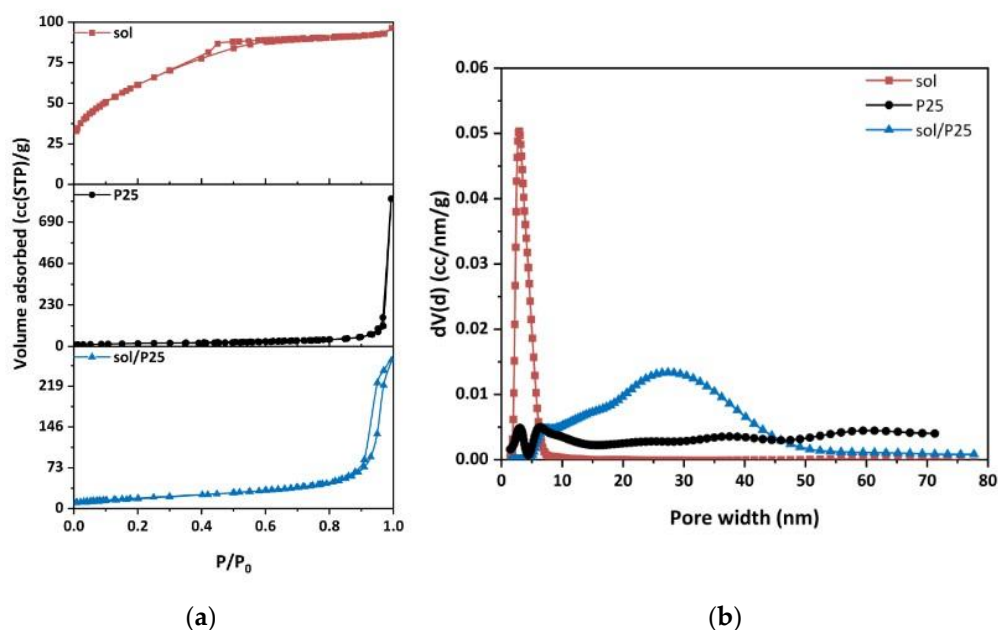 sol
100
75
50
25
0
P25
690
460
230
0
sol/P25
219
146
73
0
0.0 0.2 0.4 0.6 0.8 1.0
Volume adsorbed (cc(STP)/g)
P/P₀
(a)
0.06
0.05
0.04
0.03
0.02
0.01
0.00
sol
P25
sol/P25
dV(d) (cc/nm/g)
0 10 20 30 40 50 60 70 80
Pore width (nm)
(b)